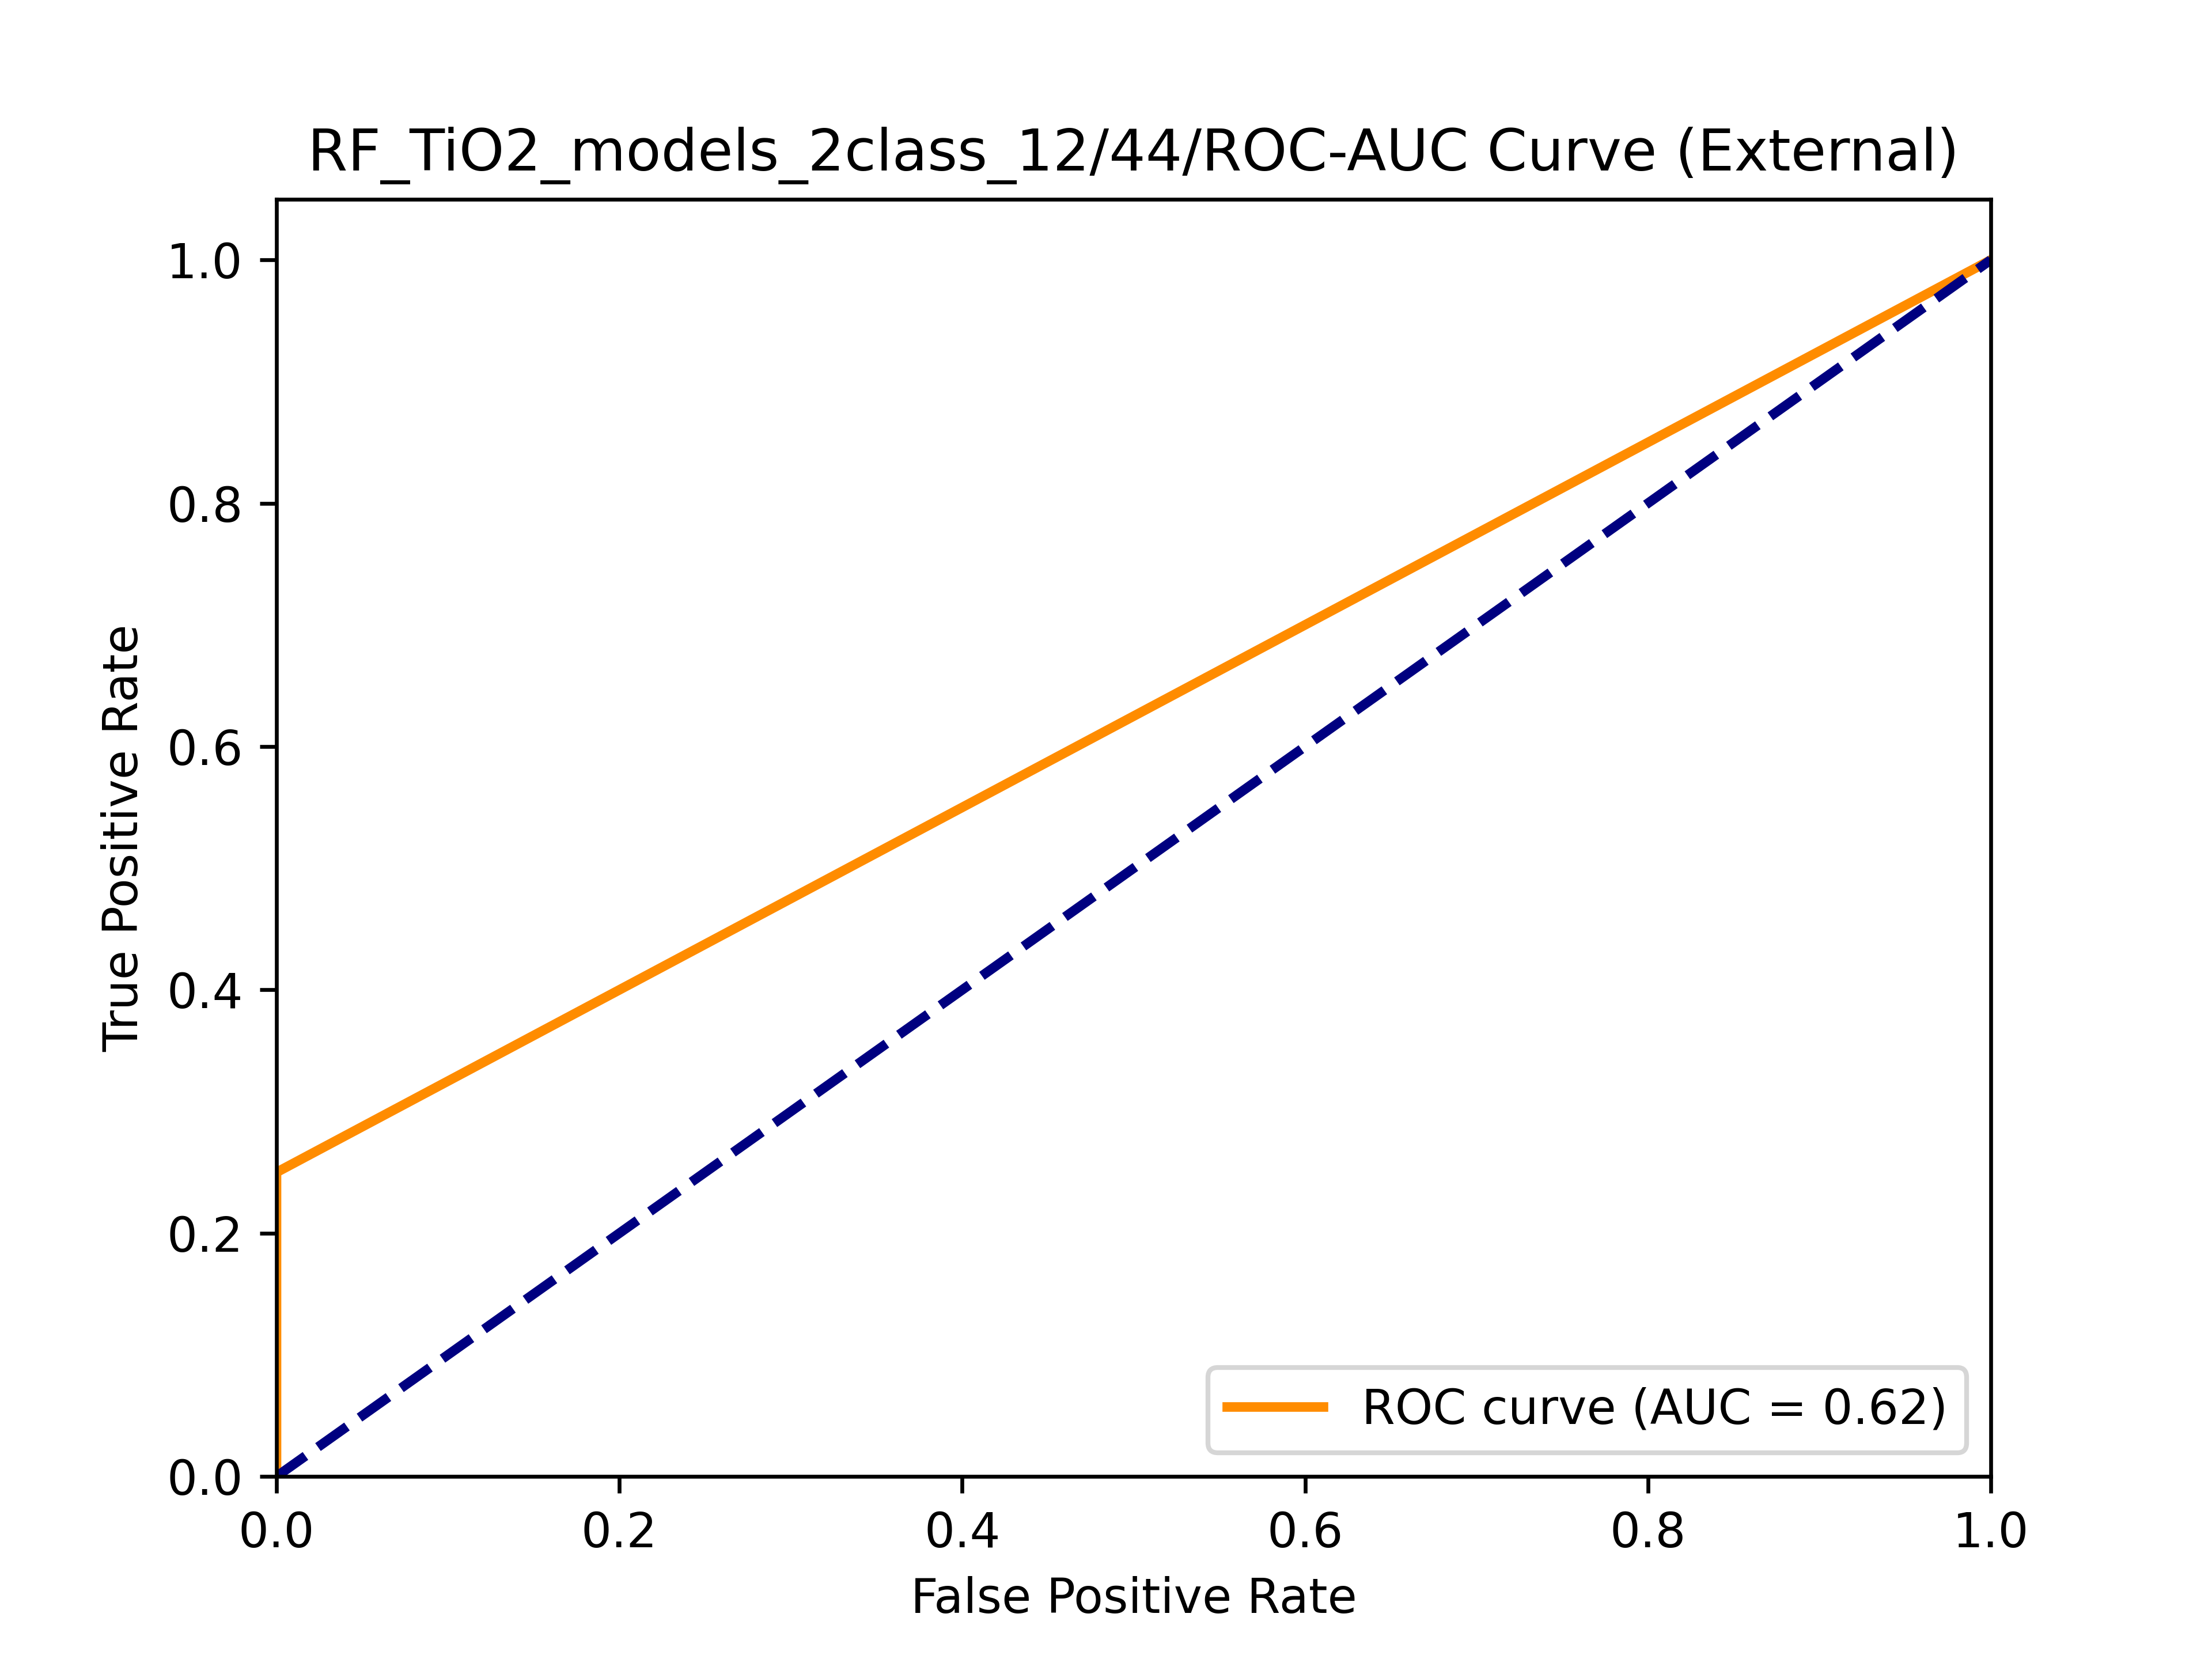 RF_TiO2_models_2class_12/44/ROC-AUC Curve (External)
1.0
0.8
0.6
0.4
0.2
0.0
True Positive Rate
ROC curve (AUC = 0.62)
0.0 0.2 0.4 0.6 0.8 1.0
False Positive Rate